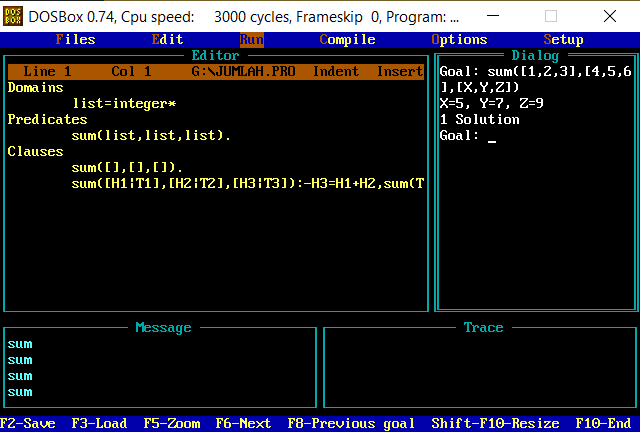 DOSBox 0.74, Cpu speed: 3000 cycles, Frameskip 0, Program: ...
Files Edit Run Compile Options Setup
Editor
Line 1 Col 1 G:\JUMLAH.PRO Indent Insert
Domains
list=integer*
Predicates
sum(list,list,list).
Clauses
sum([],[],[]).
sum([H1¦T1],[H2¦T2],[H3¦T3]):-H3=H1+H2,sum(T
Dialog
Goal: sum([1,2,3],[4,5,6
],[X,Y,Z])
X=5, Y=7, Z=9
1 Solution
Goal: _
Message
sum
sum
sum
sum
Trace
F2-Save F3-Load F5-Zoom F6-Next F8-Previous goal Shift-F10-Resize F10-End